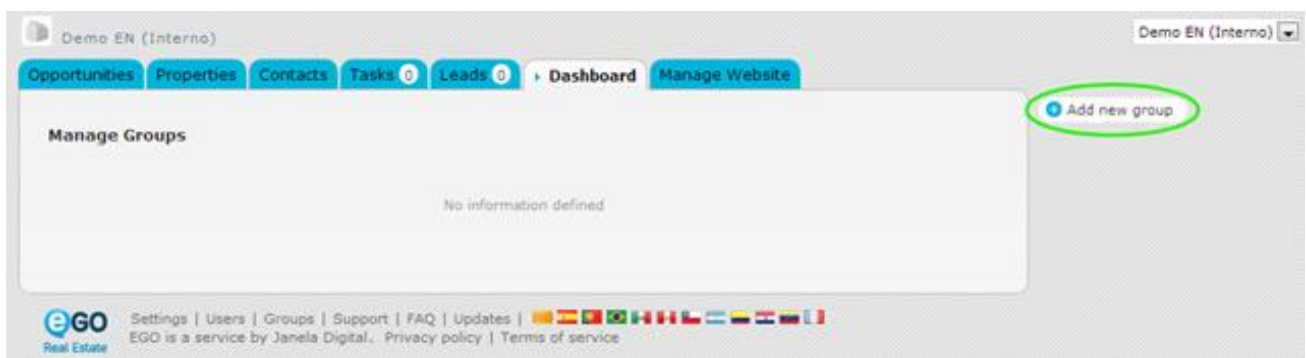 Demo EN (Interno)
Demo EN (Interno)
Opportunities Properties Contacts Tasks 0 Leads 0 Dashboard Manage Website
Add new group
Manage Groups
No information defined
eGO
Real Estate
Settings | Users | Groups | Support | FAQ | Updates |
EGO is a service by Janela Digital. Privacy policy | Terms of service